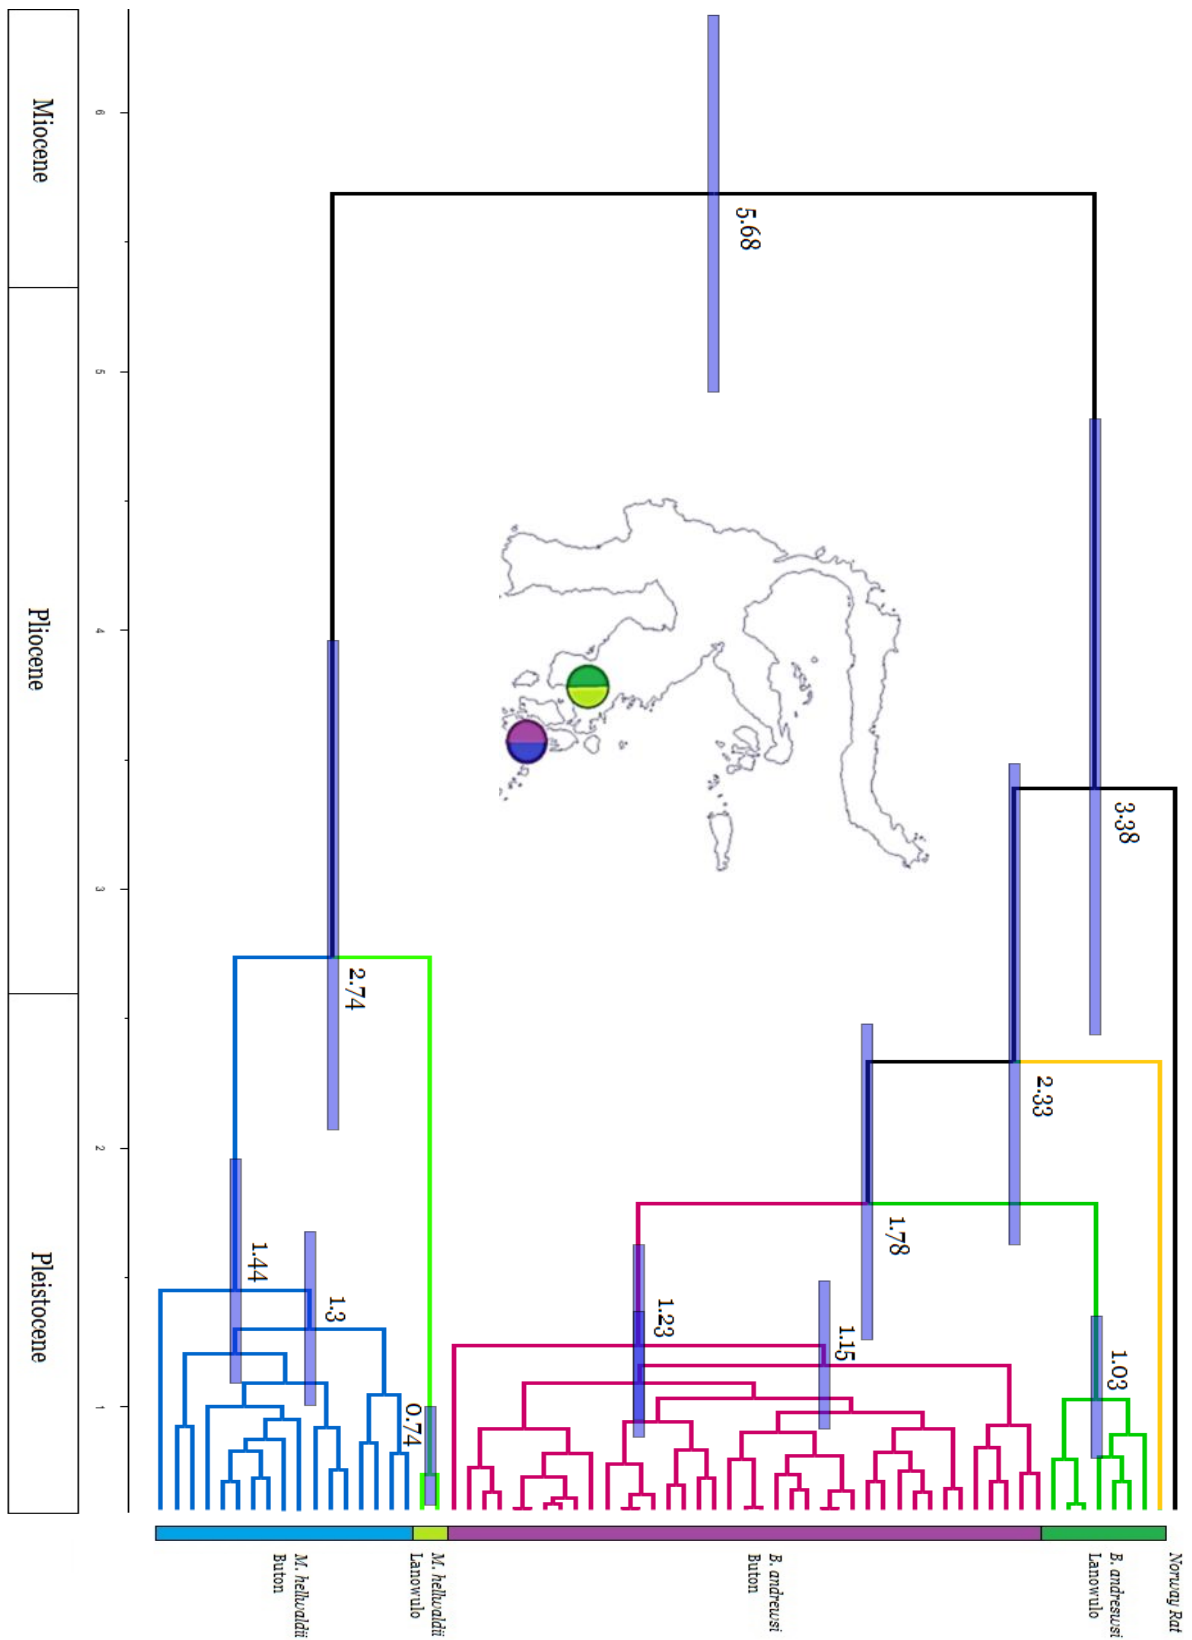 Norway Rat
B. andreswsi
Lanowulo
B. andrewsi
Buton
M. hellwaldii
Lanowulo
M. hellwaldii
Buton
5.68
3.38
2.33
1.78
1.03
1.15
1.23
2.74
0.74
1.3
1.44
6
5
4
3
2
1
Miocene
Pliocene
Pleistocene